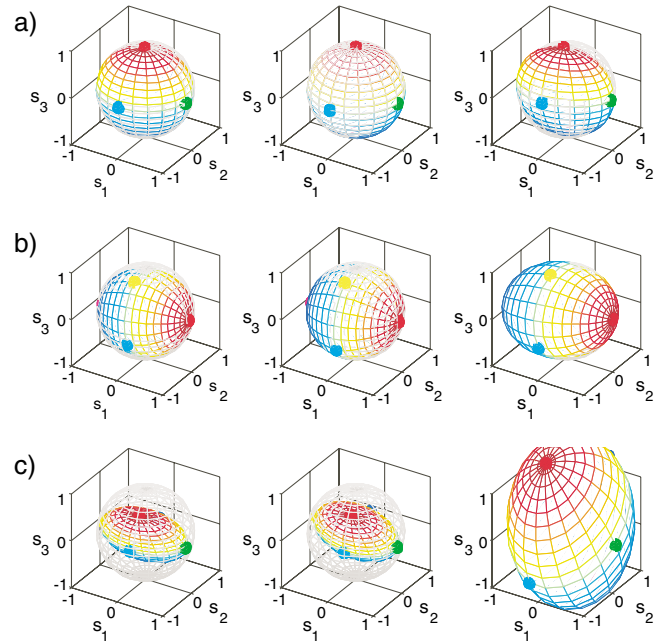 a)
1 1 1
s3 0 s3 0 s3 0
-1 1 -1 1 -1 1
-1 0 -1 0 -1 0
0 s2 0 s2 0 s2
s1 1 -1 s1 1 -1 s1 1 -1
b)
1 1 1
s3 0 s3 0 s3 0
-1 1 -1 1 -1 1
-1 0 -1 0 -1 0
0 s2 0 s2 0 s2
s1 1 -1 s1 1 -1 s1 1 -1
c)
1 1 1
s3 0 s3 0 s3 0
-1 1 -1 1 -1 1
-1 0 -1 0 -1 0
0 s2 0 s2 0 s2
s1 1 -1 s1 1 -1 s1 1 -1